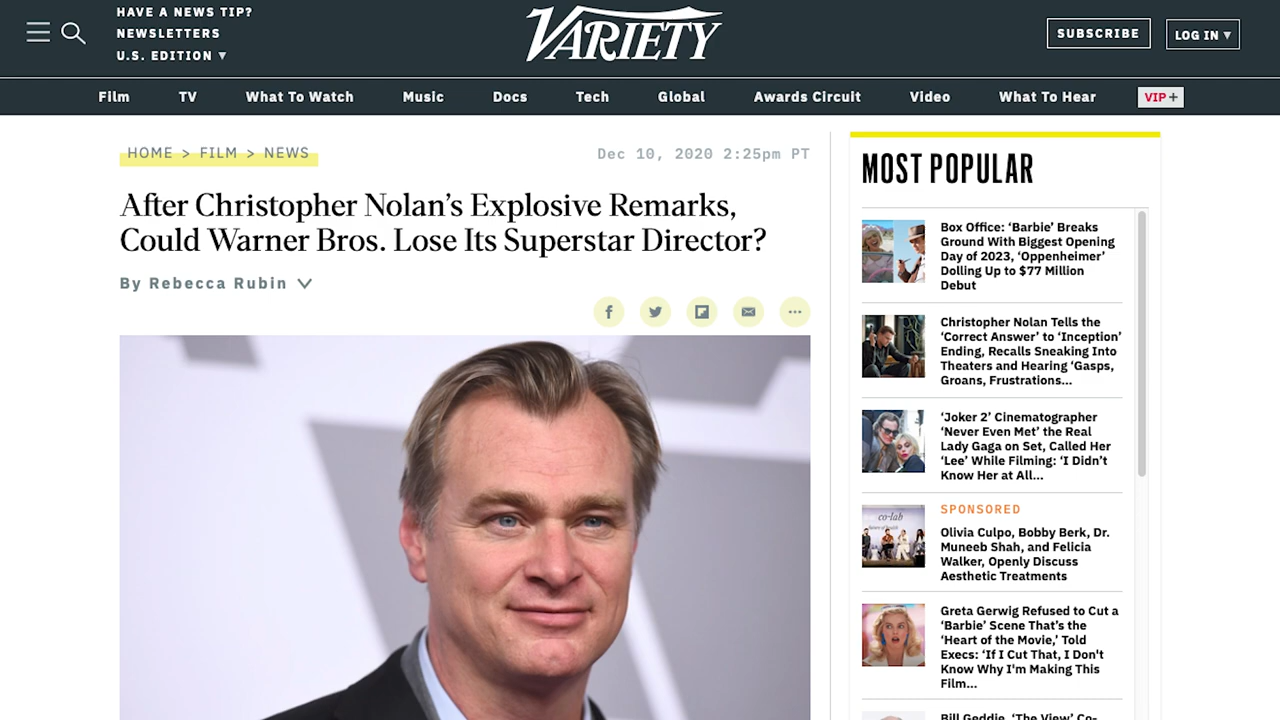 HAVE A NEWS TIP?
NEWSLETTERS
U.S. EDITION ▼
VARIETY
SUBSCRIBE
LOG IN ▼
Film TV What To Watch Music Docs Tech Global Awards Circuit Video What To Hear VIP+
HOME > FILM > NEWS
Dec 10, 2020 2:25pm PT
After Christopher Nolan’s Explosive Remarks,
Could Warner Bros. Lose Its Superstar Director?
By Rebecca Rubin
MOST POPULAR
Box Office: ‘Barbie’ Breaks
Ground With Biggest Opening
Day of 2023, ‘Oppenheimer’
Dolling Up to $77 Million
Debut
Christopher Nolan Tells the
‘Correct Answer’ to ‘Inception’
Ending, Recalls Sneaking Into
Theaters and Hearing ‘Gasps,
Groans, Frustrations...
‘Joker 2’ Cinematographer
‘Never Even Met’ the Real
Lady Gaga on Set, Called Her
‘Lee’ While Filming: ‘I Didn’t
Know Her at All...
co-lab
SPONSORED
Olivia Culpo, Bobby Berk, Dr.
Muneeb Shah, and Felicia
Walker, Openly Discuss
Aesthetic Treatments
Greta Gerwig Refused to Cut a
‘Barbie’ Scene That’s the
‘Heart of the Movie,’ Told
Execs: ‘If I Cut That, I Don't
Know Why I'm Making This
Film...
Bill Geddie, ‘The View’ Co-